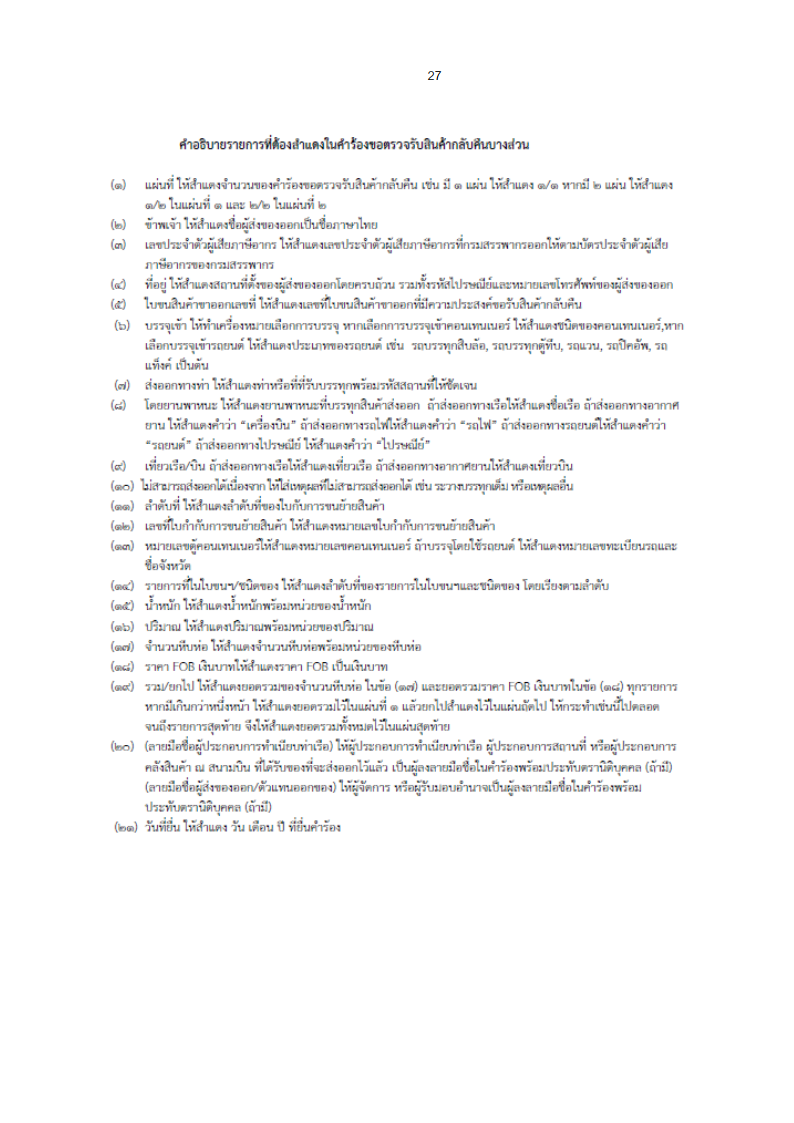 27
คำอธิบายรายการที่ต้องสำแดงในคำร้องขอตรวจรับสินค้ากลับคืนบางส่วน
(๑) แผ่นที่ ให้สำแดงจำนวนของคำร้องขอตรวจรับสินค้ากลับคืน เช่น มี ๑ แผ่น ให้สำแดง ๑/๑ หากมี ๒ แผ่น ให้สำแดง
๑/๒ ในแผ่นที่ ๑ และ ๒/๒ ในแผ่นที่ ๒
(๒) ข้าพเจ้า ให้สำแดงชื่อผู้ส่งของออกเป็นชื่อภาษาไทย
(๓) เลขประจำตัวผู้เสียภาษีอากร ให้สำแดงเลขประจำตัวผู้เสียภาษีอากรที่กรมสรรพากรออกให้ตามบัตรประจำตัวผู้เสีย
ภาษีอากรของกรมสรรพากร
(๔) ที่อยู่ ให้สำแดงสถานที่ตั้งของผู้ส่งของออกโดยครบถ้วน รวมทั้งรหัสไปรษณีย์และหมายเลขโทรศัพท์ของผู้ส่งของออก
(๕) ใบขนสินค้าขาออกเลขที่ ให้สำแดงเลขที่ใบขนสินค้าขาออกที่มีความประสงค์ขอรับสินค้ากลับคืน
(๖) บรรจุเข้า ให้ทำเครื่องหมายเลือกการบรรจุ หากเลือกการบรรจุเข้าคอนเทนเนอร์ ให้สำแดงชนิดของคอนเทนเนอร์,หาก
เลือกบรรจุเข้ารถยนต์ ให้สำแดงประเภทของรถยนต์ เช่น รถบรรทุกสิบล้อ, รถบรรทุกตู้ทึบ, รถแวน, รถปิคอัพ, รถ
แท็งค์ เป็นต้น
(๗) ส่งออกทางท่า ให้สำแดงท่าหรือที่ที่รับบรรทุกพร้อมรหัสสถานที่ให้ชัดเจน
(๘) โดยยานพาหนะ ให้สำแดงยานพาหนะที่บรรทุกสินค้าส่งออก ถ้าส่งออกทางเรือให้สำแดงชื่อเรือ ถ้าส่งออกทางอากาศ
ยาน ให้สำแดงคำว่า “เครื่องบิน” ถ้าส่งออกทางรถไฟให้สำแดงคำว่า “รถไฟ” ถ้าส่งออกทางรถยนต์ให้สำแดงคำว่า
“รถยนต์” ถ้าส่งออกทางไปรษณีย์ ให้สำแดงคำว่า “ไปรษณีย์”
(๙) เที่ยวเรือ/บิน ถ้าส่งออกทางเรือให้สำแดงเที่ยวเรือ ถ้าส่งออกทางอากาศยานให้สำแดงเที่ยวบิน
(๑๐) ไม่สามารถส่งออกได้เนื่องจาก ให้ใส่เหตุผลที่ไม่สามารถส่งออกได้ เช่น ระวางบรรทุกเต็ม หรือเหตุผลอื่น
(๑๑) ลำดับที่ ให้สำแดงลำดับที่ของใบกำกับการขนย้ายสินค้า
(๑๒) เลขที่ใบกำกับการขนย้ายสินค้า ให้สำแดงหมายเลขใบกำกับการขนย้ายสินค้า
(๑๓) หมายเลขตู้คอนเทนเนอร์ให้สำแดงหมายเลขคอนเทนเนอร์ ถ้าบรรจุโดยใช้รถยนต์ ให้สำแดงหมายเลขทะเบียนรถและ
ชื่อจังหวัด
(๑๔) รายการที่ในใบขนฯ/ชนิดของ ให้สำแดงลำดับที่ของรายการในใบขนฯและชนิดของ โดยเรียงตามลำดับ
(๑๕) น้ำหนัก ให้สำแดงน้ำหนักพร้อมหน่วยของน้ำหนัก
(๑๖) ปริมาณ ให้สำแดงปริมาณพร้อมหน่วยของปริมาณ
(๑๗) จำนวนหีบห่อ ให้สำแดงจำนวนหีบห่อพร้อมหน่วยของหีบห่อ
(๑๘) ราคา FOB เงินบาทให้สำแดงราคา FOB เป็นเงินบาท
(๑๙) รวม/ยกไป ให้สำแดงยอดรวมของจำนวนหีบห่อ ในข้อ (๑๗) และยอดรวมราคา FOB เงินบาทในข้อ (๑๘) ทุกรายการ
หากมีเกินกว่าหนึ่งหน้า ให้สำแดงยอดรวมไว้ในแผ่นที่ ๑ แล้วยกไปสำแดงไว้ในแผ่นถัดไป ให้กระทำเช่นนี้ไปตลอด
จนถึงรายการสุดท้าย จึงให้สำแดงยอดรวมทั้งหมดไว้ในแผ่นสุดท้าย
(๒๐) (ลายมือชื่อผู้ประกอบการทำเนียบท่าเรือ) ให้ผู้ประกอบการทำเนียบท่าเรือ ผู้ประกอบการสถานที่ หรือผู้ประกอบการ
คลังสินค้า ณ สนามบิน ที่ได้รับของที่จะส่งออกไว้แล้ว เป็นผู้ลงลายมือชื่อในคำร้องพร้อมประทับตรานิติบุคคล (ถ้ามี)
(ลายมือชื่อผู้ส่งของออก/ตัวแทนออกของ) ให้ผู้จัดการ หรือผู้รับมอบอำนาจเป็นผู้ลงลายมือชื่อในคำร้องพร้อม
ประทับตรานิติบุคคล (ถ้ามี)
(๒๑) วันที่ยื่น ให้สำแดง วัน เดือน ปี ที่ยื่นคำร้อง